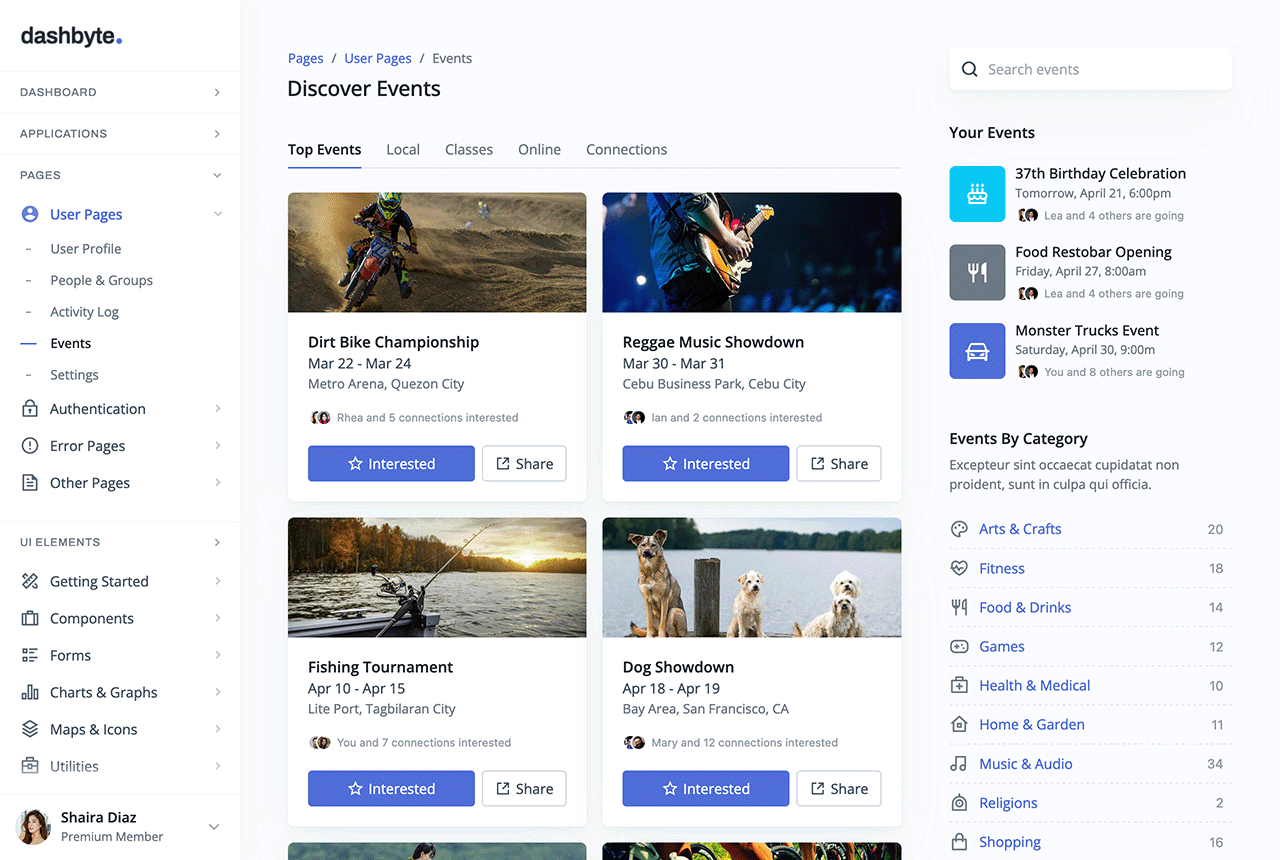 dashbyte.
DASHBOARD
APPLICATIONS
PAGES
User Pages
- User Profile
- People & Groups
- Activity Log
Events
- Settings
Authentication
Error Pages
Other Pages
UI ELEMENTS
Getting Started
Components
Forms
Charts & Graphs
Maps & Icons
Utilities
Shaira Diaz
Premium Member
Pages / User Pages / Events
Discover Events
Top Events Local Classes Online Connections
Dirt Bike Championship
Mar 22 - Mar 24
Metro Arena, Quezon City
Rhea and 5 connections interested
Interested Share
Reggae Music Showdown
Mar 30 - Mar 31
Cebu Business Park, Cebu City
Ian and 2 connections interested
Interested Share
Fishing Tournament
Apr 10 - Apr 15
Lite Port, Tagbilaran City
You and 7 connections interested
Interested Share
Dog Showdown
Apr 18 - Apr 19
Bay Area, San Francisco, CA
Mary and 12 connections interested
Interested Share
Search events
Your Events
37th Birthday Celebration
Tomorrow, April 21, 6:00pm
Lea and 4 others are going
Food Restobar Opening
Friday, April 27, 8:00am
Lea and 4 others are going
Monster Trucks Event
Saturday, April 30, 9:00m
You and 8 others are going
Events By Category
Excepteur sint occaecat cupidatat non
proident, sunt in culpa qui officia.
Arts & Crafts 20
Fitness 18
Food & Drinks 14
Games 12
Health & Medical 10
Home & Garden 11
Music & Audio 34
Religions 2
Shopping 16